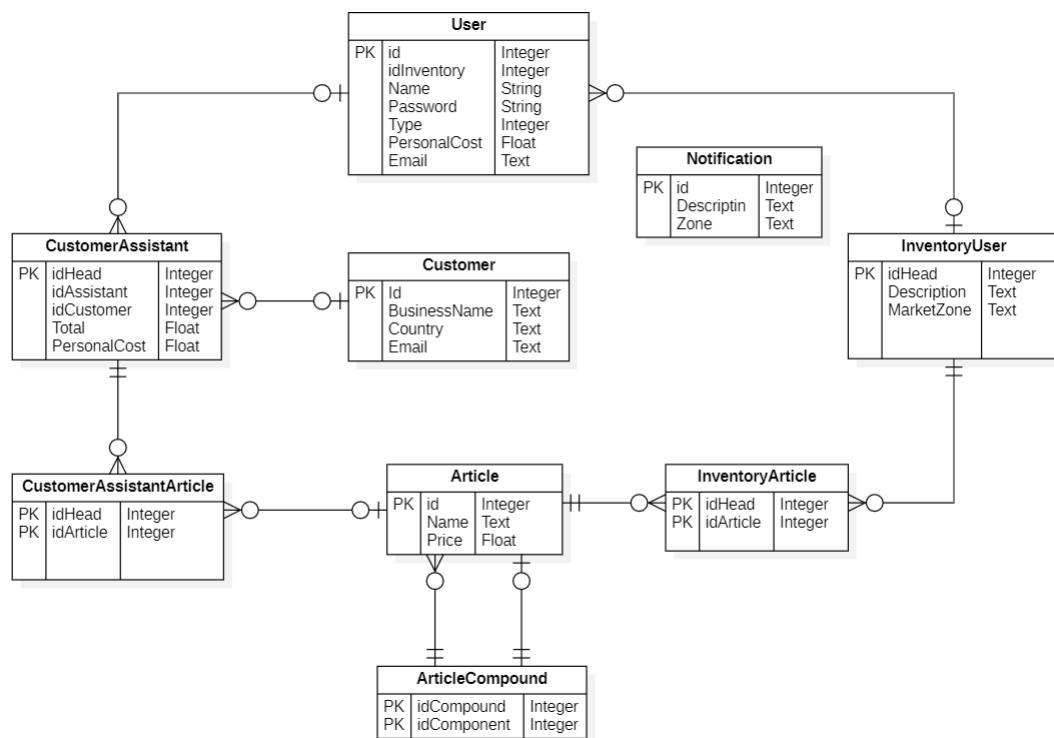 User
PK id Integer
idInventory Integer
Name String
Password String
Type Integer
PersonalCost Float
Email Text
Notification
PK id Integer
Descriptin Text
Zone Text
CustomerAssistant
PK idHead Integer
idAssistant Integer
idCustomer Integer
Total Float
PersonalCost Float
Customer
PK Id Integer
BusinessName Text
Country Text
Email Text
InventoryUser
PK idHead Integer
Description Text
MarketZone Text
CustomerAssistantArticle
PK idHead Integer
PK idArticle Integer
Article
PK id Integer
Name Text
Price Float
InventoryArticle
PK idHead Integer
PK idArticle Integer
ArticleCompound
PK idCompound Integer
PK idComponent Integer